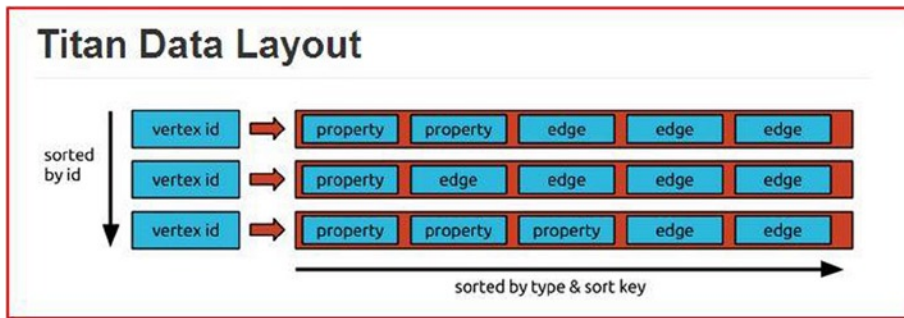 Titan Data Layout
vertex id property property edge edge edge
sorted
by id
vertex id property edge edge edge edge
vertex id property property property edge edge
sorted by type & sort key